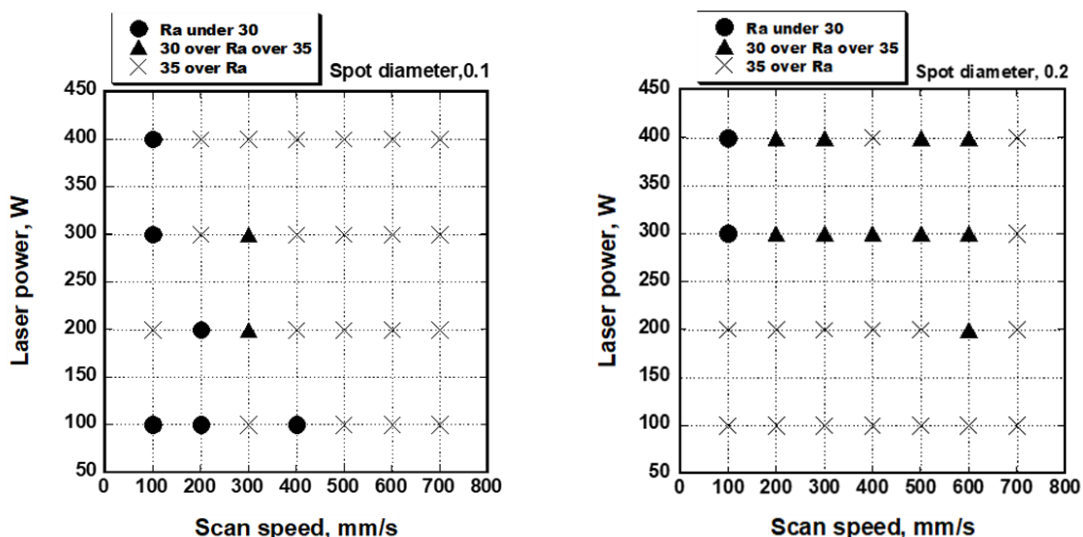 Ra under 30
30 over Ra over 35
35 over Ra
Spot diameter,0.1
450
400
350
300
250
200
150
100
50
0 100 200 300 400 500 600 700 800
Laser power, W
Scan speed, mm/s
Ra under 30
30 over Ra over 35
35 over Ra
Spot diameter, 0.2
450
400
350
300
250
200
150
100
50
0 100 200 300 400 500 600 700 800
Laser power, W
Scan speed, mm/s